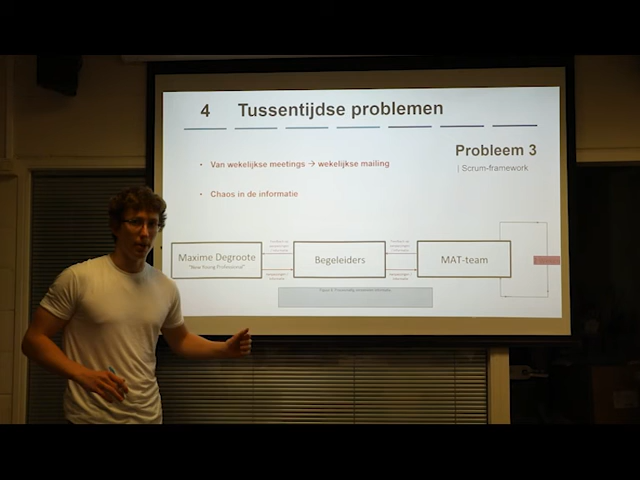 4 Tussentijdse problemen
Probleem 3
| Scrum-framework
• Van wekelijkse meetings → wekelijkse mailing
• Chaos in de informatie
Maxime Degroote
"New Young Professional"
Begeleiders
MAT-team